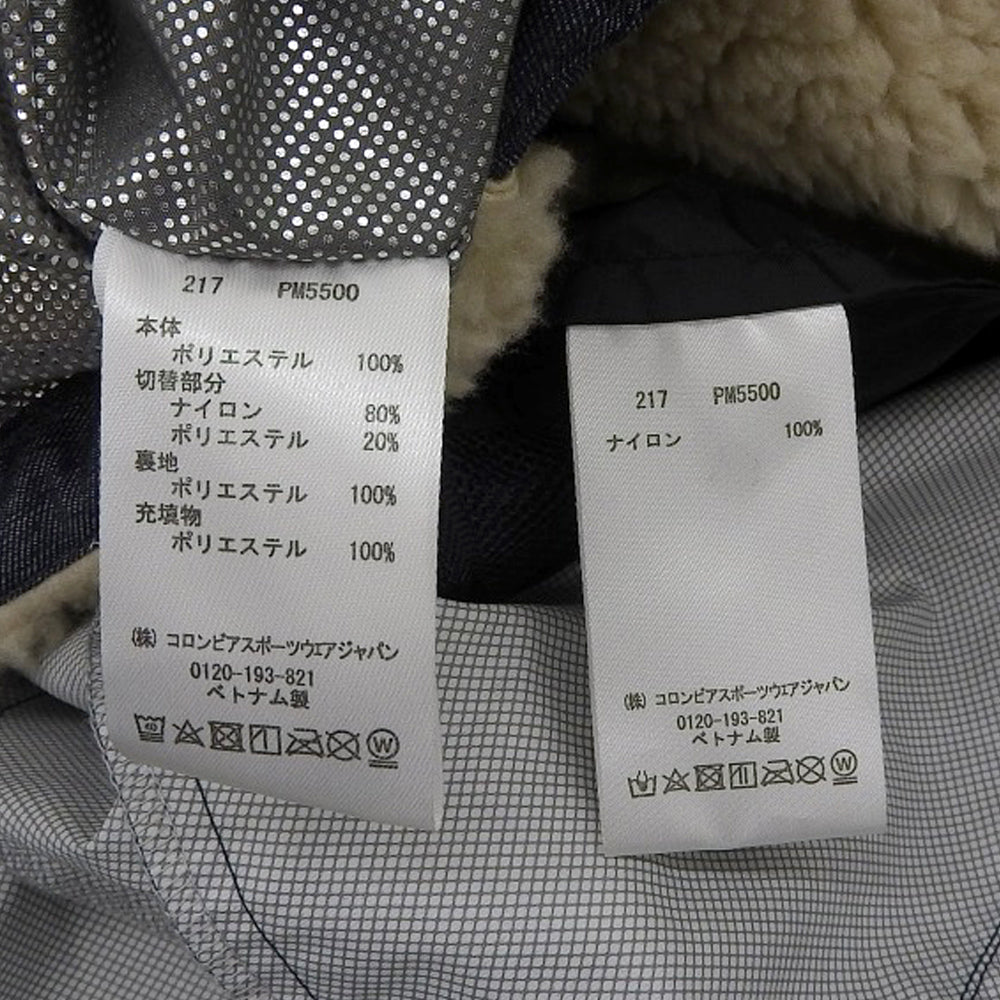 217 PM5500
本体
ポリエステル 100%
切替部分
ナイロン 80%
ポリエステル 20%
裏地
ポリエステル 100%
充填物
ポリエステル 100%
(株) コロンビアスポーツウエアジャパン
0120-193-821
ベトナム製
40
W
217 PM5500
ナイロン 100%
(株) コロンビアスポーツウエアジャパン
0120-193-821
ベトナム製
W